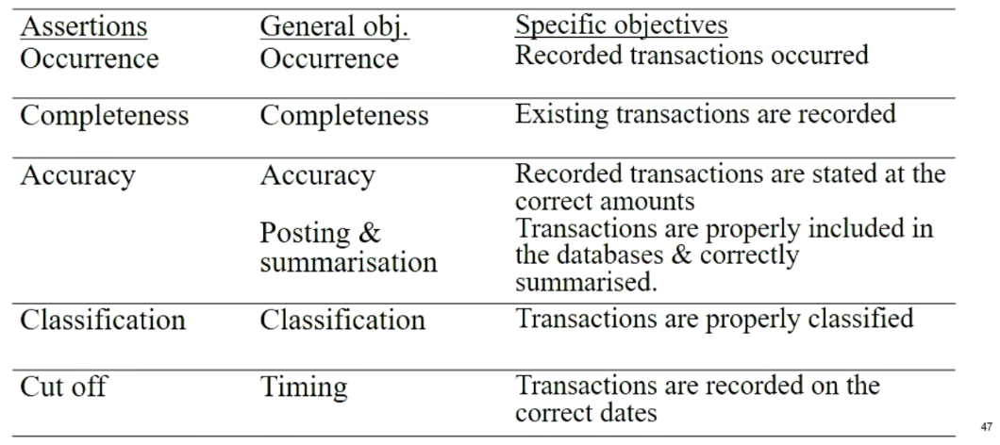 Assertions General obj. Specific objectives
Occurrence Occurrence Recorded transactions occurred
Completeness Completeness Existing transactions are recorded
Accuracy Accuracy Recorded transactions are stated at the
correct amounts
Posting & Transactions are properly included in
summarisation the databases & correctly
summarised.
Classification Classification Transactions are properly classified
Cut off Timing Transactions are recorded on the
correct dates
47